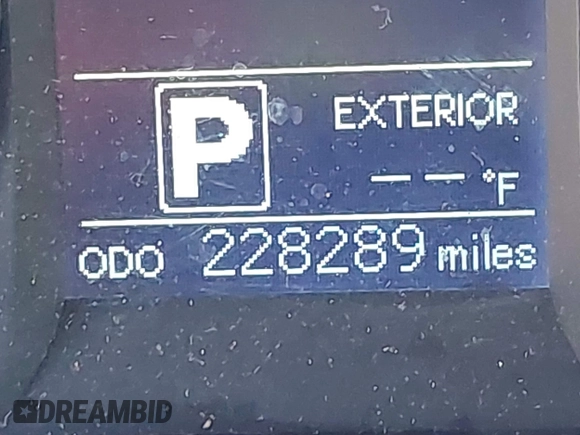 P
EXTERIOR
-- °F
ODO 228289 miles
DREAMBID